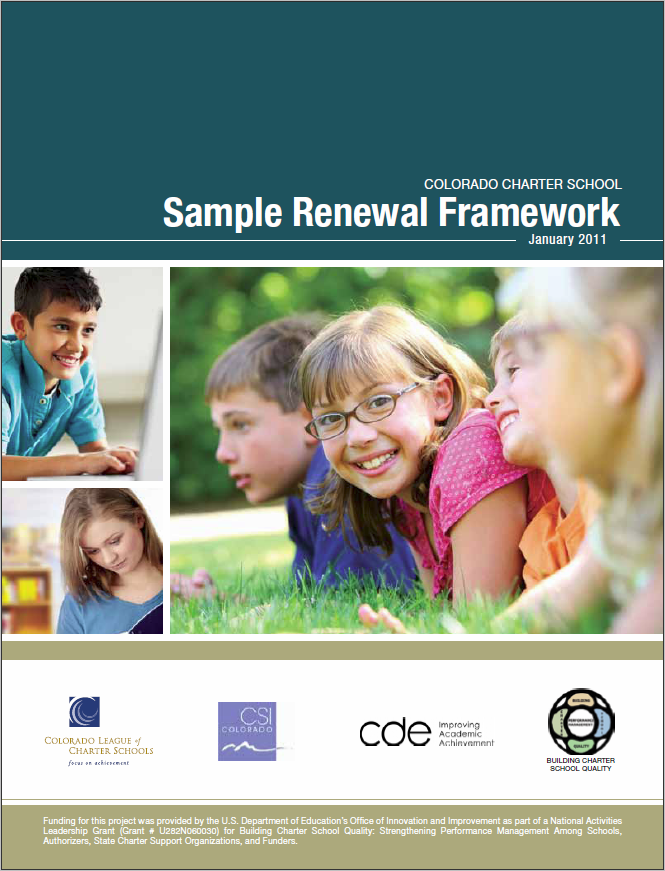 COLORADO CHARTER SCHOOL
Sample Renewal Framework
January 2011
COLORADO LEAGUE of
CHARTER SCHOOLS
focus on achievement
CSI
COLORADO
cde
Improving
Academic
Achievement
BUILDING
PERFORMANCE
MANAGEMENT
QUALITY
BUILDING CHARTER
SCHOOL QUALITY
Funding for this project was provided by the U.S. Department of Education's Office of Innovation and Improvement as part of a National Activities
Leadership Grant (Grant # U282N060030) for Building Charter School Quality: Strengthening Performance Management Among Schools,
Authorizers, State Charter Support Organizations, and Funders.